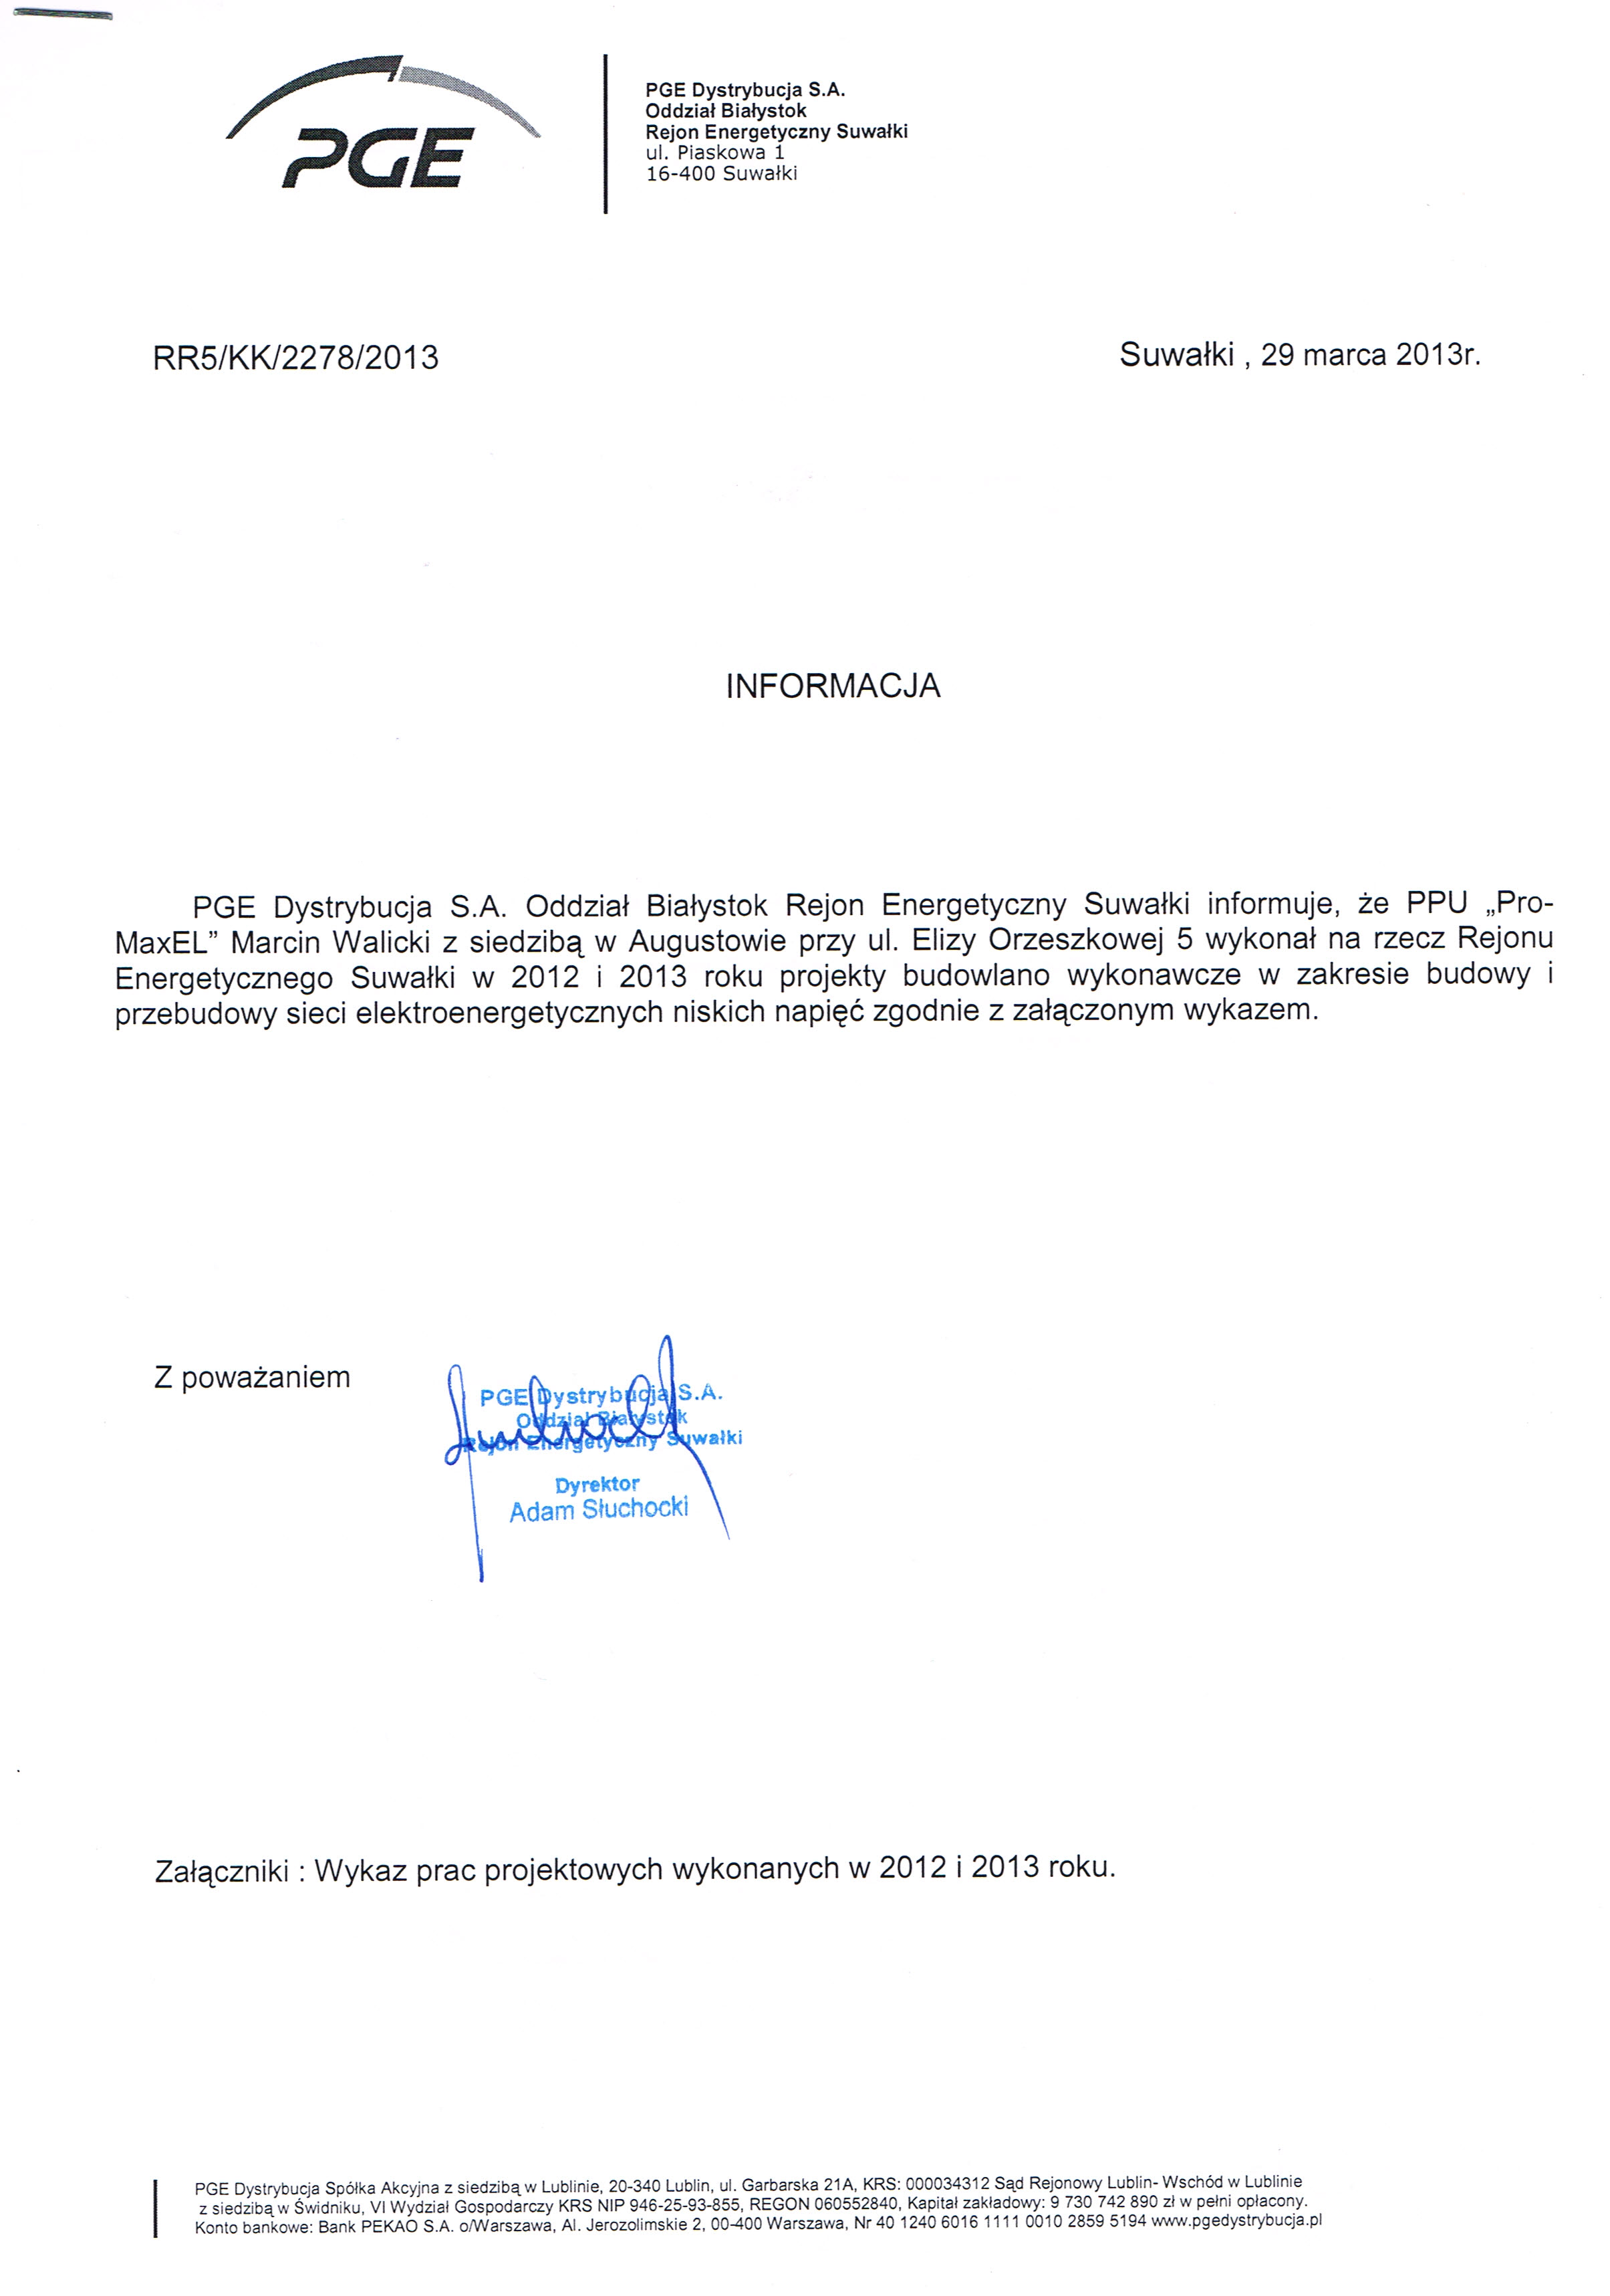 PGE
PGE Dystrybucja S.A.
Oddział Białystok
Rejon Energetyczny Suwałki
ul. Piaskowa 1
16-400 Suwałki
RR5/KK/2278/2013
Suwałki , 29 marca 2013r.
INFORMACJA
PGE Dystrybucja S.A. Oddział Białystok Rejon Energetyczny Suwałki informuje, że PPU „Pro-
MaxEL” Marcin Walicki z siedzibą w Augustowie przy ul. Elizy Orzeszkowej 5 wykonał na rzecz Rejonu
Energetycznego Suwałki w 2012 i 2013 roku projekty budowlano wykonawcze w zakresie budowy i
przebudowy sieci elektroenergetycznych niskich napięć zgodnie z załączonym wykazem.
Z poważaniem
PGE Dystrybucja S.A.
Oddział Białystok
Rejon Energetyczny Suwałki
Dyrektor
Adam Słuchocki
Załączniki : Wykaz prac projektowych wykonanych w 2012 i 2013 roku.
PGE Dystrybucja Spółka Akcyjna z siedzibą w Lublinie, 20-340 Lublin, ul. Garbarska 21A, KRS: 000034312 Sąd Rejonowy Lublin- Wschód w Lublinie
z siedzibą w Świdniku, VI Wydział Gospodarczy KRS NIP 946-25-93-855, REGON 060552840, Kapitał zakładowy: 9 730 742 890 zł w pełni opłacony.
Konto bankowe: Bank PEKAO S.A. o/Warszawa, Al. Jerozolimskie 2, 00-400 Warszawa, Nr 40 1240 6016 1111 0010 2859 5194 www.pgedystrybucja.pl